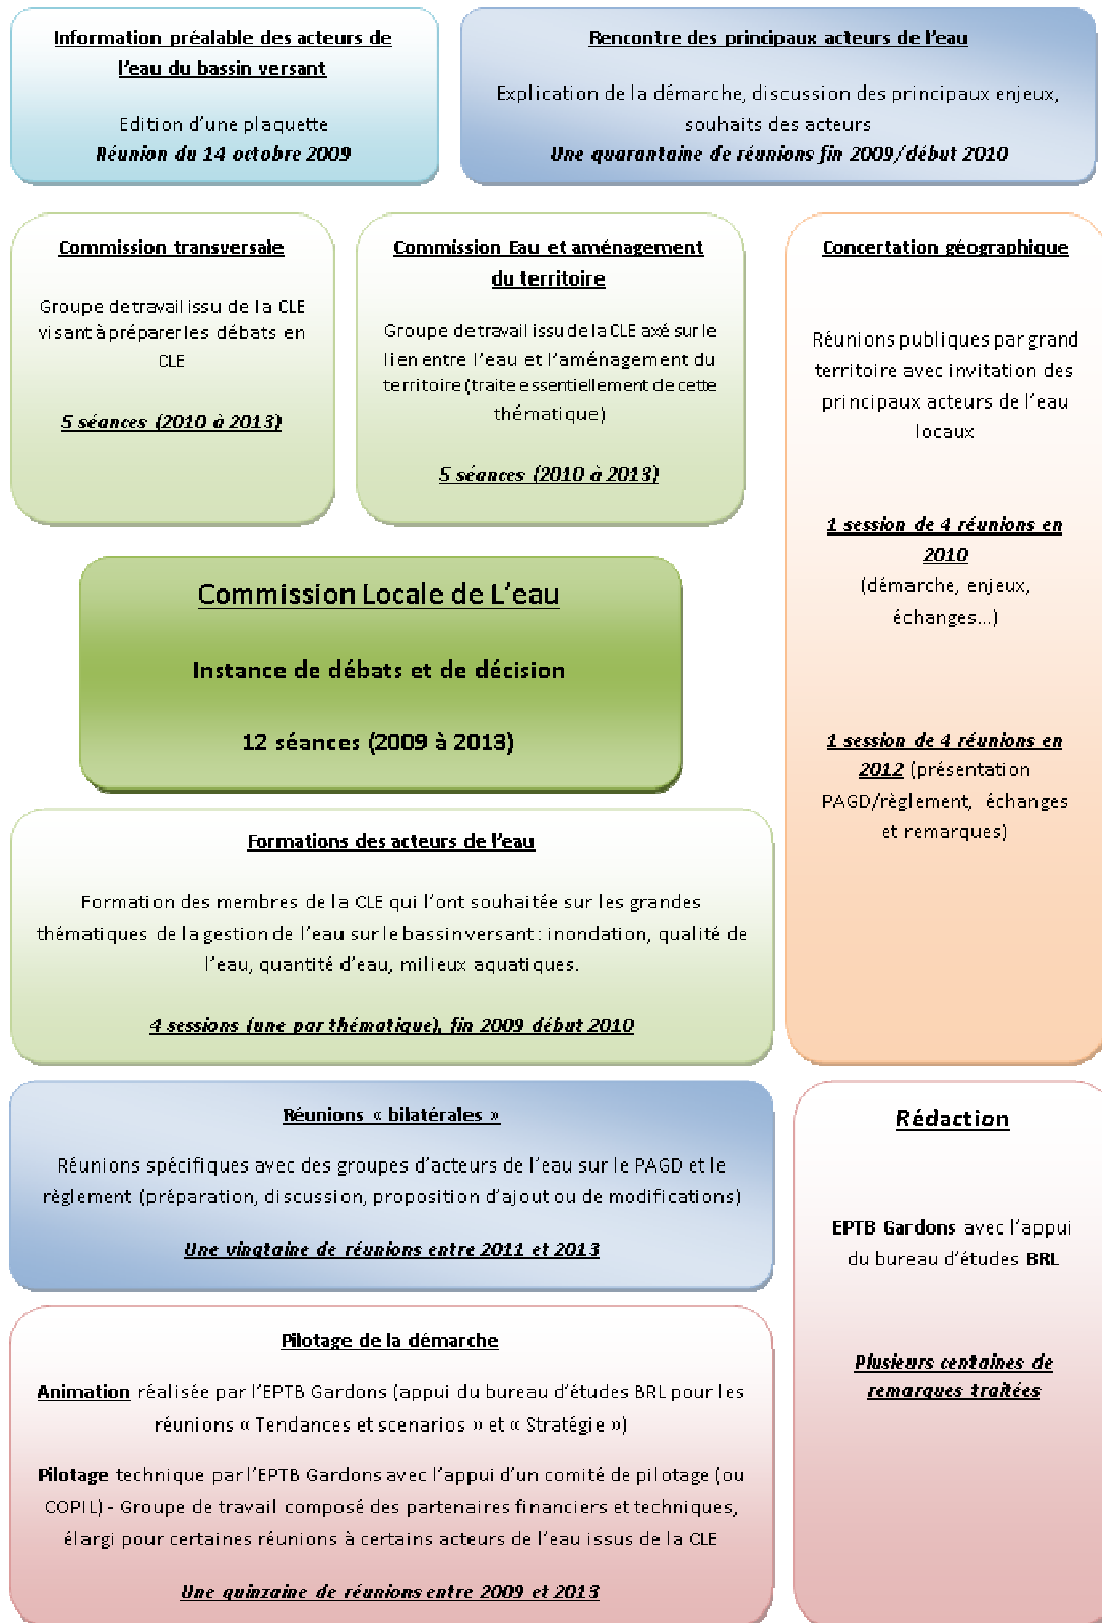 Information préalable des acteurs de
l'eau du bassin versant
Edition d'une plaquette
Réunion du 14 octobre 2009
Rencontre des principaux acteurs de l'eau
Explication de la démarche, discussion des principaux enjeux,
souhaits des acteurs
Une quarantaine de réunions fin 2009/début 2010
Commission transversale
Groupe de travail issu de la CLE
visant à préparer les débats en
CLE
5 séances (2010 à 2013)
Commission Eau et aménagement
du territoire
Groupe de travail issu de la CLE axé sur le
lien entre l'eau et l'aménagement du
territoire (traite essentiellement de cette
thématique)
5 séances (2010 à 2013)
Concertation géographique
Réunions publiques par grand
territoire avec invitation des
principaux acteurs de l'eau
locaux
1 session de 4 réunions en
2010
(démarche, enjeux,
échanges...)
1 session de 4 réunions en
2012 (présentation
PAGD/règlement, échanges
et remarques)
Commission Locale de L'eau
Instance de débats et de décision
12 séances (2009 à 2013)
Formations des acteurs de l'eau
Formation des membres de la CLE qui l'ont souhaitée sur les grandes
thématiques de la gestion de l'eau sur le bassin versant : inondation, qualité de
l'eau, quantité d'eau, milieux aquatiques.
4 sessions (une par thématique), fin 2009 début 2010
Réunions « bilatérales »
Réunions spécifiques avec des groupes d'acteurs de l'eau sur le PAGD et le
règlement (préparation, discussion, proposition d'ajout ou de modifications)
Une vingtaine de réunions entre 2011 et 2013
Rédaction
EPTB Gardons avec l'appui
du bureau d'études BRL
Plusieurs centaines de
remarques traitées
Pilotage de la démarche
Animation réalisée par l'EPTB Gardons (appui du bureau d'études BRL pour les
réunions « Tendances et scenarios » et « Stratégie »)
Pilotage technique par l'EPTB Gardons avec l'appui d'un comité de pilotage (ou
COPIL) - Groupe de travail composé des partenaires financiers et techniques,
élargi pour certaines réunions à certains acteurs de l'eau issus de la CLE
Une quinzaine de réunions entre 2009 et 2013